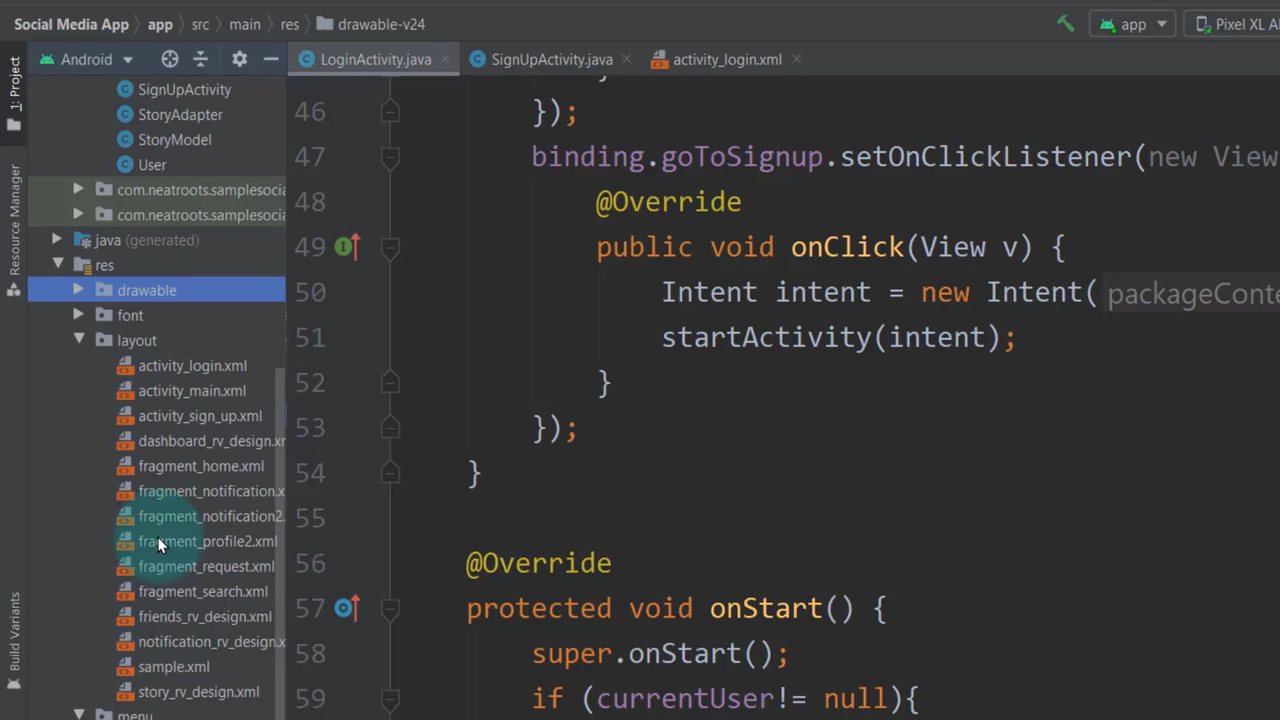 Social Media App > app > src > main > res > drawable-v24
app
Pixel XL A
1: Project
Android
LoginActivity.java
SignUpActivity.java
activity_login.xml
Resource Manager
Build Variants
SignUpActivity
StoryAdapter
StoryModel
User
com.neatroots.samplesocia
com.neatroots.samplesocia
java (generated)
res
drawable
font
layout
activity_login.xml
activity_main.xml
activity_sign_up.xml
dashboard_rv_design.x
fragment_home.xml
fragment_notification.x
fragment_notification2.
fragment_profile2.xml
fragment_request.xml
fragment_search.xml
friends_rv_design.xml
notification_rv_design.x
sample.xml
story_rv_design.xml
menu
46 });
47 binding.goToSignup.setOnClickListener(new View
48 @Override
49 public void onClick(View v) {
50 Intent intent = new Intent( packageConte
51 startActivity(intent);
52 }
53 });
54 }
55
56 @Override
57 protected void onStart() {
58 super.onStart();
59 if (currentUser!= null){